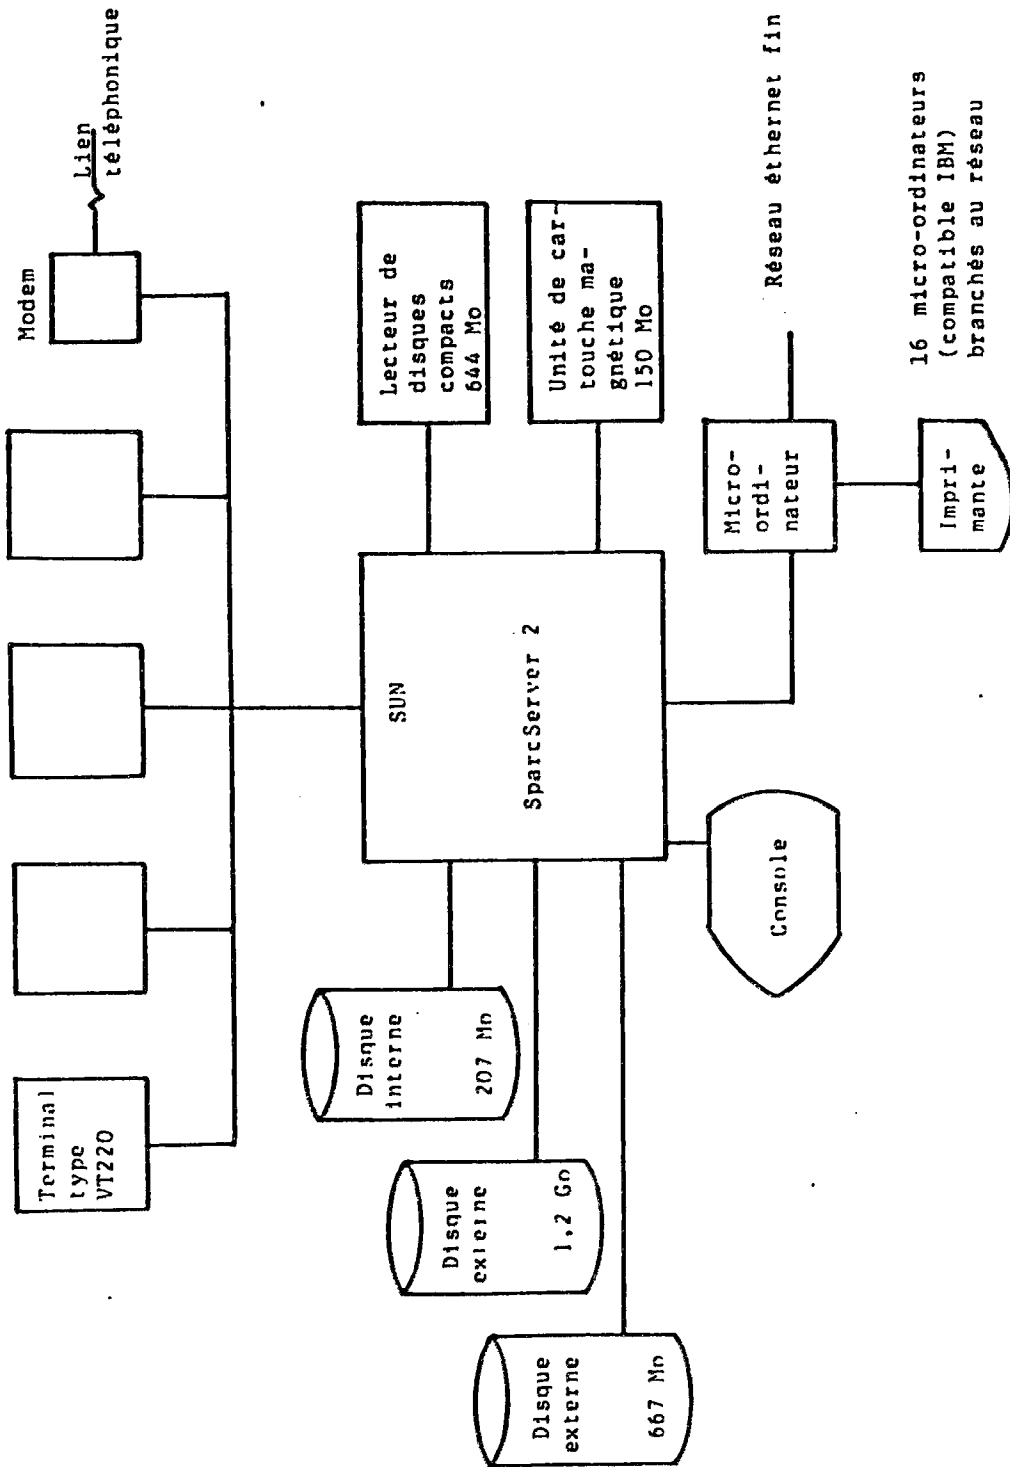 Terminal
type
VT220
Modem
Lien
téléphonique
Disque
interne
207 Mo
Disque
externe
1,2 Go
Disque
externe
667 Mo
SUN
SparcServer 2
Lecteur de
disques
compacts
644 Mo
Unité de car-
touche ma-
gnétique
150 Mo
Console
Micro-
ordi-
nateur
Réseau éthernet fin
Impri-
mante
16 micro-ordinateurs
(compatible IBM)
branchés au réseau